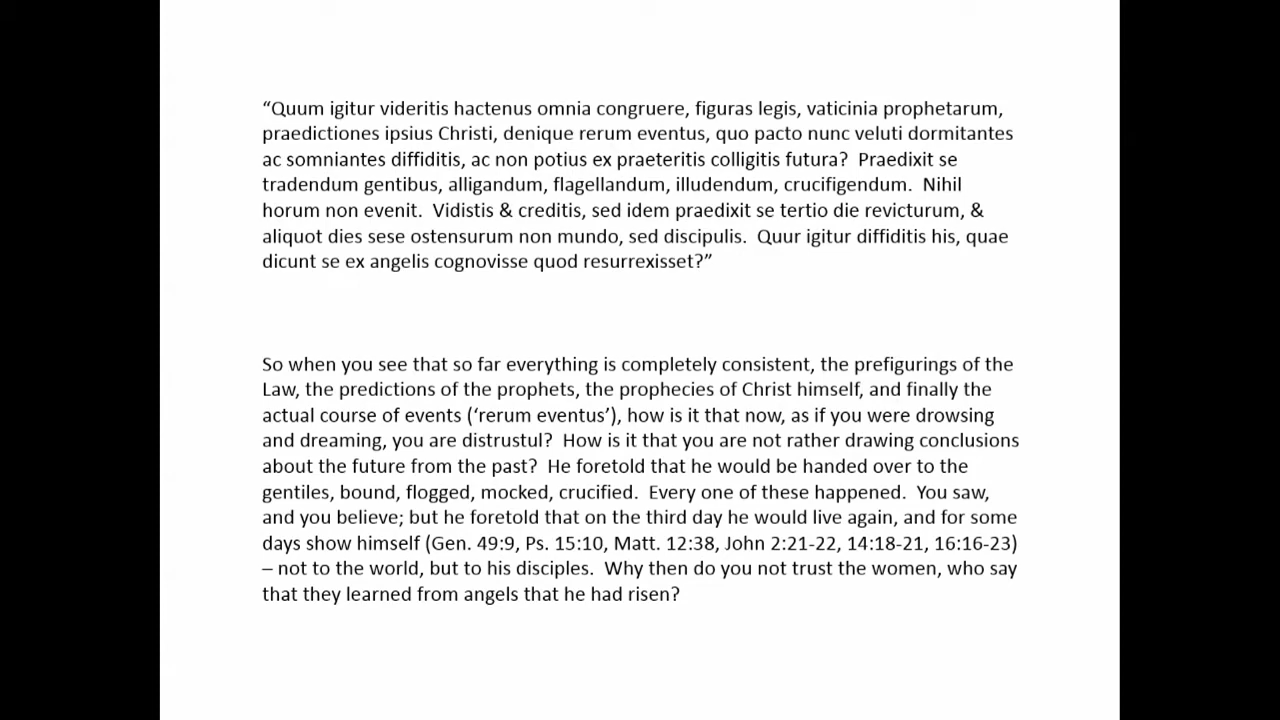 “Quum igitur videritis hactenus omnia congruere, figuras legis, vaticinia prophetarum,
praedictiones ipsius Christi, denique rerum eventus, quo pacto nunc veluti dormitantes
ac somniantes diffiditis, ac non potius ex praeteritis colligitis futura?  Praedixit se
tradendum gentibus, alligandum, flagellandum, illudendum, crucifigendum.  Nihil
horum non evenit.  Vidistis & creditis, sed idem praedixit se tertio die revicturum, &
aliquot dies sese ostensurum non mundo, sed discipulis.  Quur igitur diffiditis his, quae
dicunt se ex angelis cognovisse quod resurrexisset?”
So when you see that so far everything is completely consistent, the prefigurings of the
Law, the predictions of the prophets, the prophecies of Christ himself, and finally the
actual course of events (‘rerum eventus’), how is it that now, as if you were drowsing
and dreaming, you are distrustul?  How is it that you are not rather drawing conclusions
about the future from the past?  He foretold that he would be handed over to the
gentiles, bound, flogged, mocked, crucified.  Every one of these happened.  You saw,
and you believe; but he foretold that on the third day he would live again, and for some
days show himself (Gen. 49:9, Ps. 15:10, Matt. 12:38, John 2:21-22, 14:18-21, 16:16-23)
– not to the world, but to his disciples.  Why then do you not trust the women, who say
that they learned from angels that he had risen?